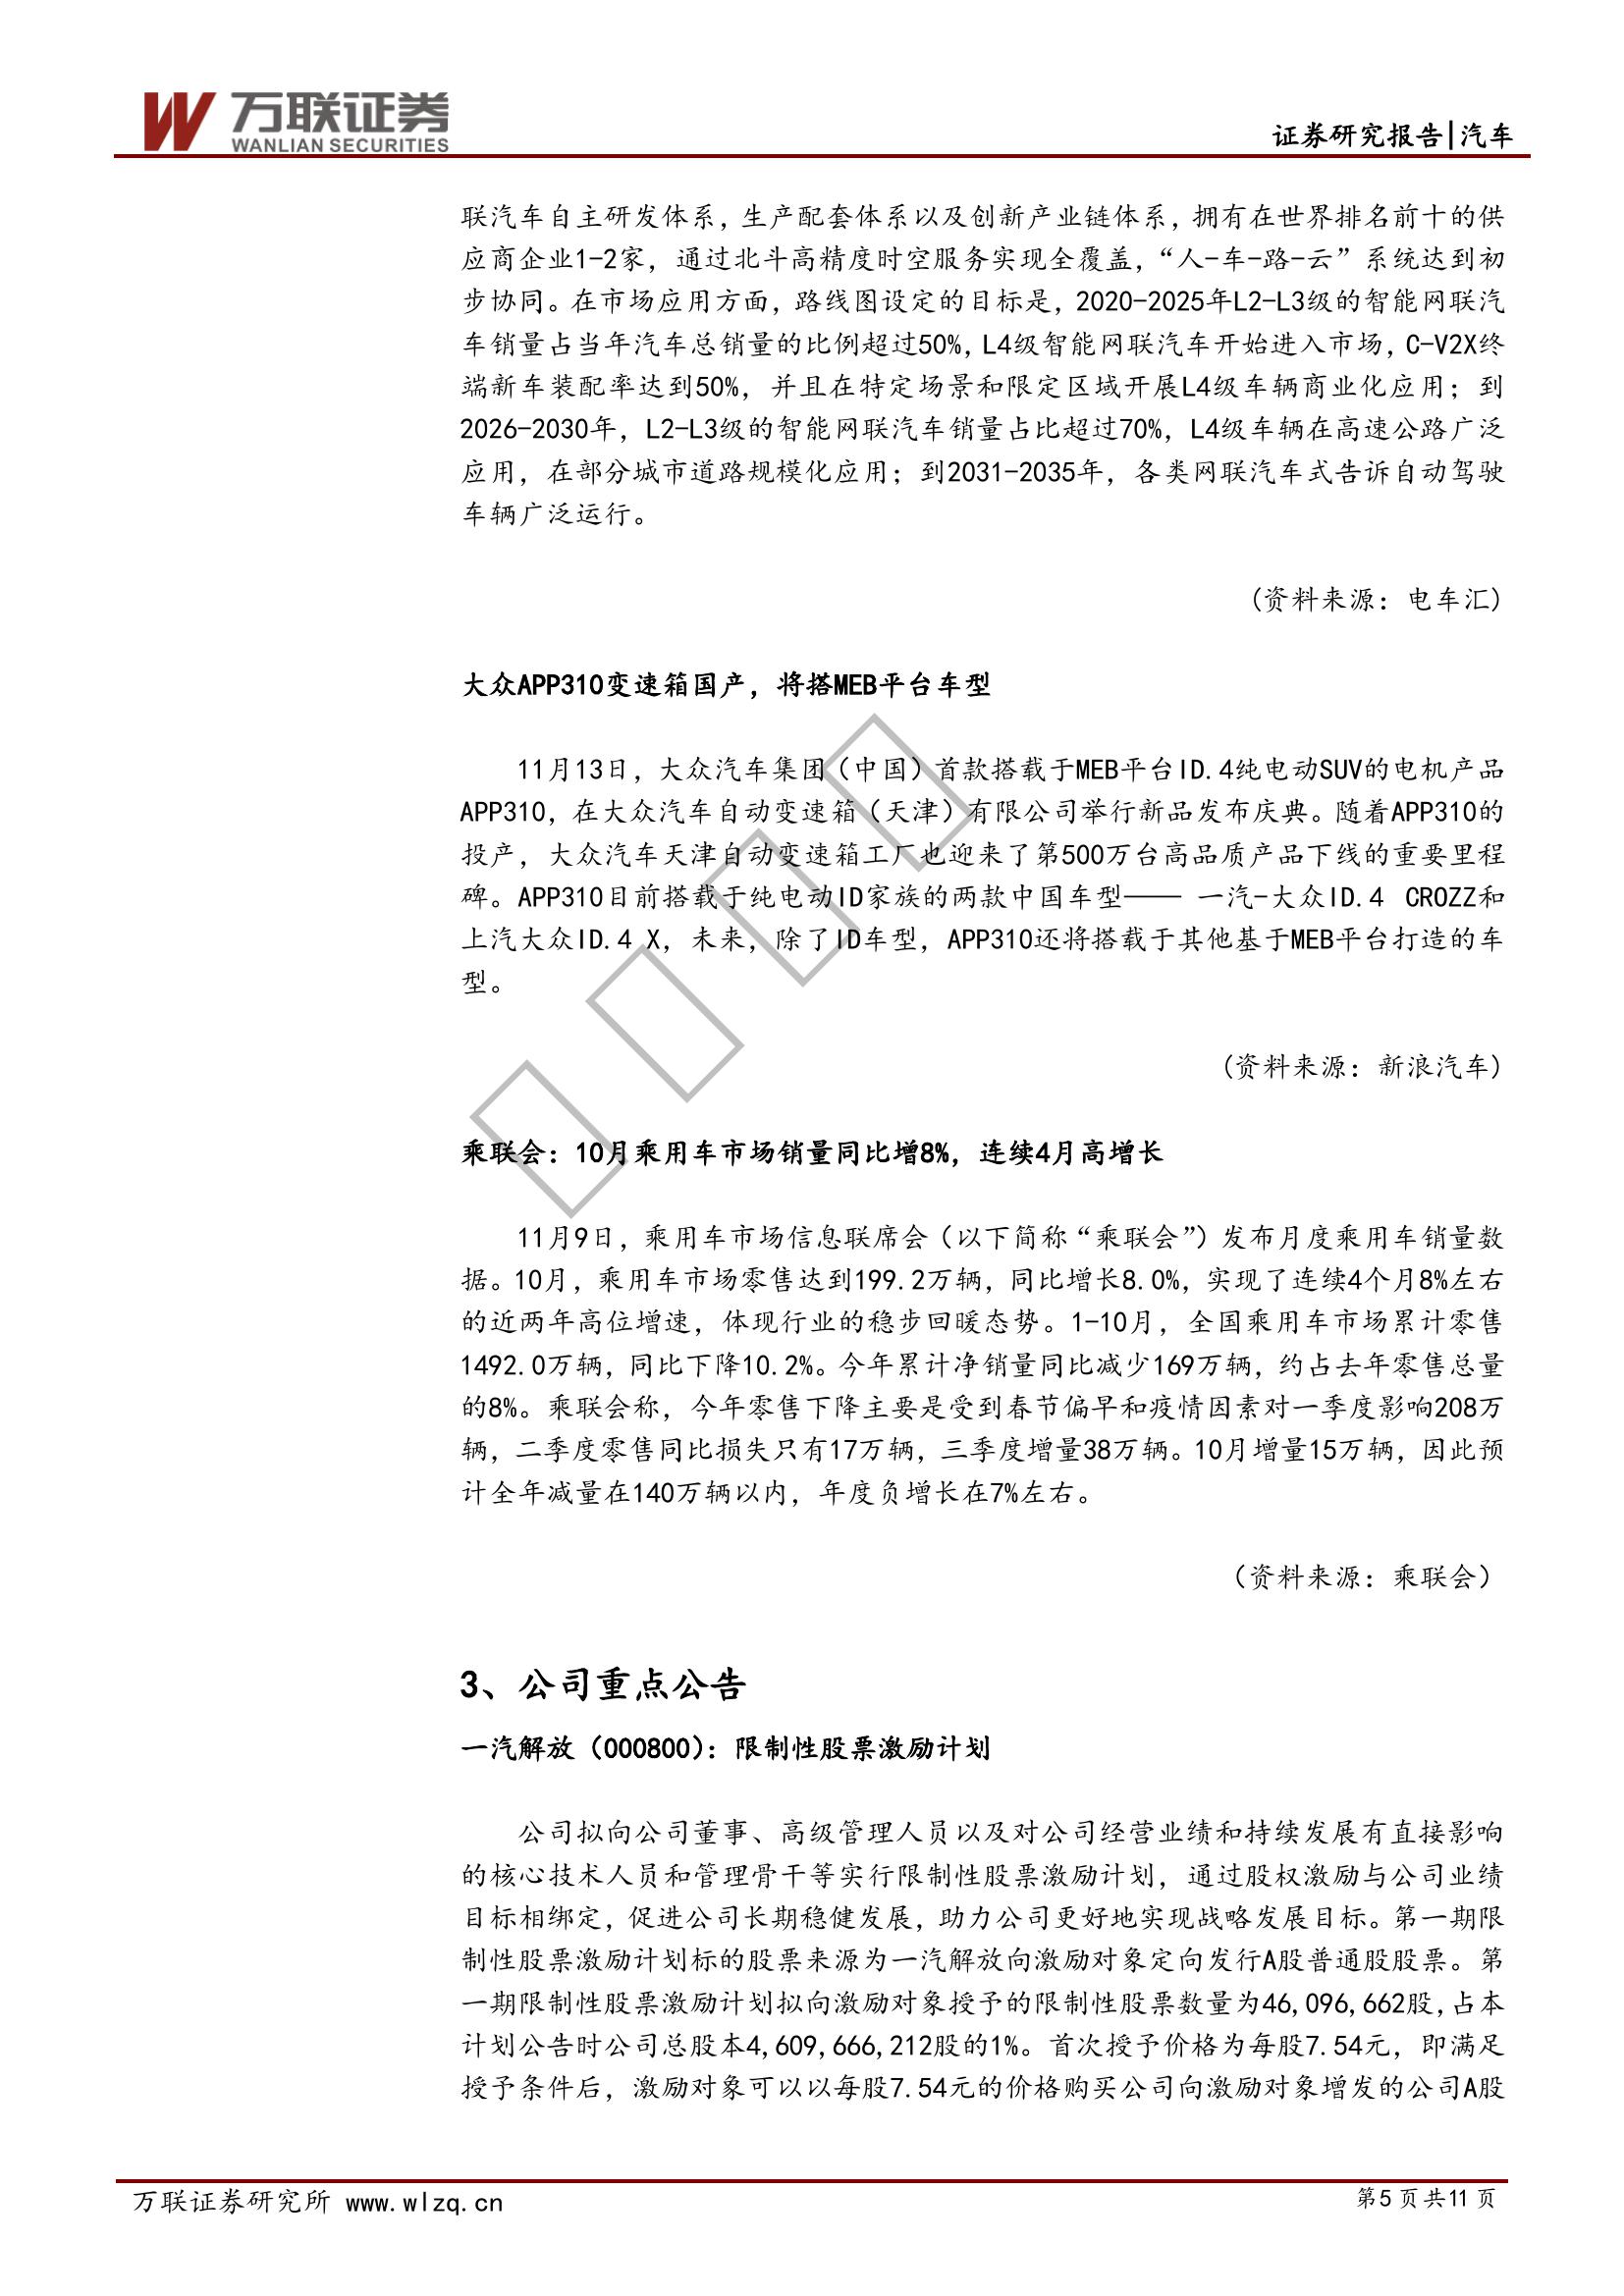 万联证券
WANLIAN SECURITIES
证券研究报告|汽车
联汽车自主研发体系，生产配套体系以及创新产业链体系，拥有在世界排名前十的供
应商企业1-2家，通过北斗高精度时空服务实现全覆盖，“人-车-路-云”系统达到初
步协同。在市场应用方面，路线图设定的目标是，2020-2025年L2-L3级的智能网联汽
车销量占当年汽车总销量的比例超过50%，L4级智能网联汽车开始进入市场，C-V2X终
端新车装配率达到50%，并且在特定场景和限定区域开展L4级车辆商业化应用；到
2026-2030年，L2-L3级的智能网联汽车销量占比超过70%，L4级车辆在高速公路广泛
应用，在部分城市道路规模化应用；到2031-2035年，各类网联汽车式告诉自动驾驶
车辆广泛运行。
(资料来源：电车汇)
大众APP310变速箱国产，将搭MEB平台车型
11月13日，大众汽车集团（中国）首款搭载于MEB平台ID.4纯电动SUV的电机产品
APP310，在大众汽车自动变速箱（天津）有限公司举行新品发布庆典。随着APP310的
投产，大众汽车天津自动变速箱工厂也迎来了第500万台高品质产品下线的重要里程
碑。APP310目前搭载于纯电动ID家族的两款中国车型—— 一汽-大众ID.4 CROZZ和
上汽大众ID.4 X，未来，除了ID车型，APP310还将搭载于其他基于MEB平台打造的车
型。
(资料来源：新浪汽车)
乘联会：10月乘用车市场销量同比增8%，连续4月高增长
11月9日，乘用车市场信息联席会（以下简称“乘联会”）发布月度乘用车销量数
据。10月，乘用车市场零售达到199.2万辆，同比增长8.0%，实现了连续4个月8%左右
的近两年高位增速，体现行业的稳步回暖态势。1-10月，全国乘用车市场累计零售
1492.0万辆，同比下降10.2%。今年累计净销量同比减少169万辆，约占去年零售总量
的8%。乘联会称，今年零售下降主要是受到春节偏早和疫情因素对一季度影响208万
辆，二季度零售同比损失只有17万辆，三季度增量38万辆。10月增量15万辆，因此预
计全年减量在140万辆以内，年度负增长在7%左右。
（资料来源：乘联会）
3、公司重点公告
一汽解放（000800）：限制性股票激励计划
公司拟向公司董事、高级管理人员以及对公司经营业绩和持续发展有直接影响
的核心技术人员和管理骨干等实行限制性股票激励计划，通过股权激励与公司业绩
目标相绑定，促进公司长期稳健发展，助力公司更好地实现战略发展目标。第一期限
制性股票激励计划标的股票来源为一汽解放向激励对象定向发行A股普通股股票。第
一期限制性股票激励计划拟向激励对象授予的限制性股票数量为46,096,662股，占本
计划公告时公司总股本4,609,666,212股的1%。首次授予价格为每股7.54元，即满足
授予条件后，激励对象可以以每股7.54元的价格购买公司向激励对象增发的公司A股
万联证券研究所 www.wlzq.cn
第5页共11页